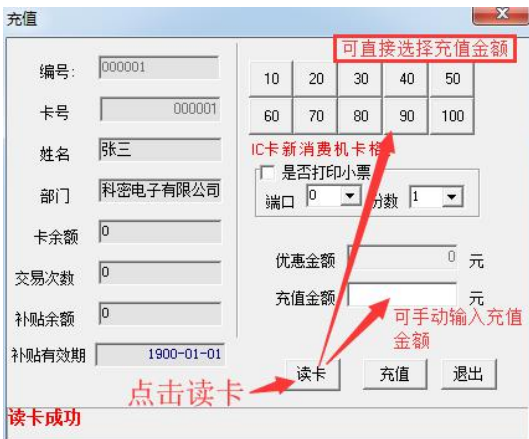 充值
可直接选择充值金额
编号: 000001
10 20 30 40 50
卡号 000001
60 70 80 90 100
姓名 张三
IC卡新消费机卡格
是否打印小票
部门 科密电子有限公司
端口 0 份数 1
卡余额 0
优惠金额 0 元
交易次数 0
充值金额 元
补贴余额 0
可手动输入充值
金额
补贴有效期 1900-01-01
读卡 充值 退出
点击读卡
读卡成功